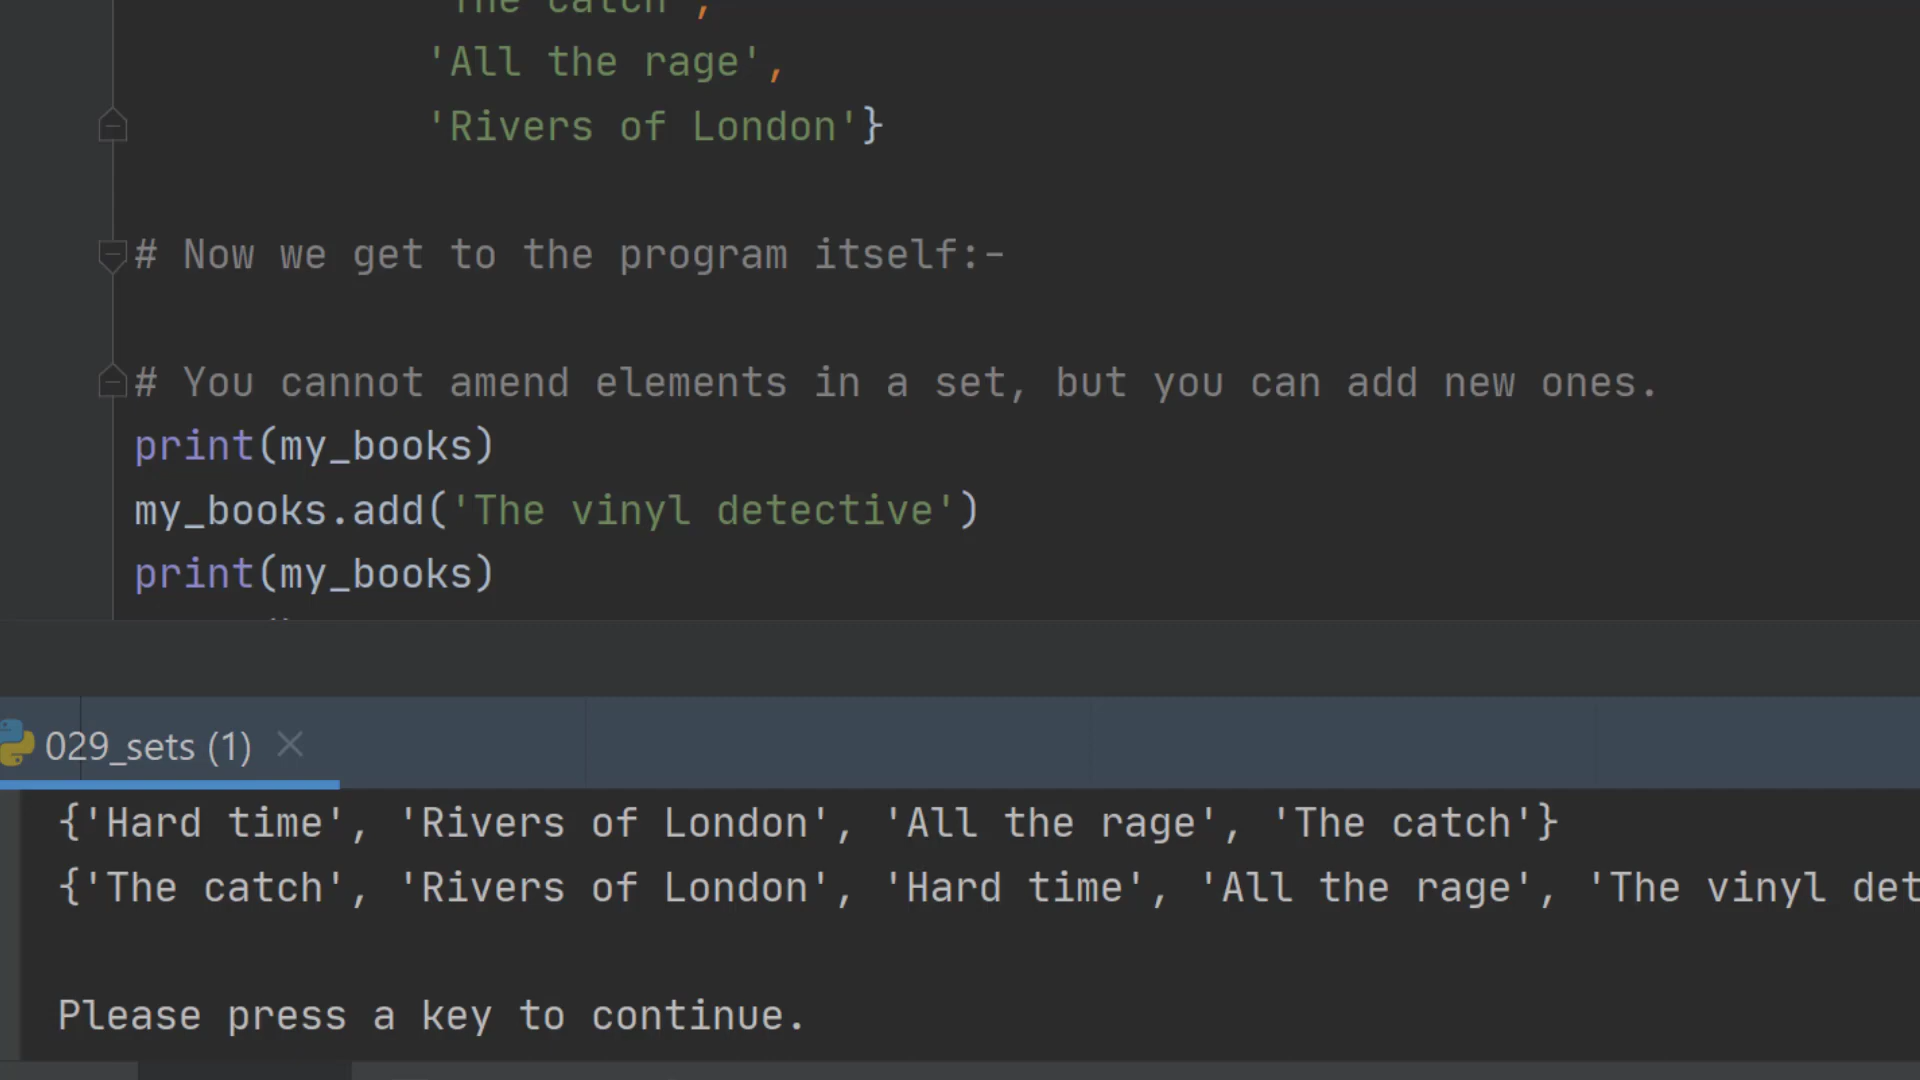 'The catch',
'All the rage',
'Rivers of London'}
# Now we get to the program itself:-
# You cannot amend elements in a set, but you can add new ones.
print(my_books)
my_books.add('The vinyl detective')
print(my_books)
029_sets (1)
{'Hard time', 'Rivers of London', 'All the rage', 'The catch'}
{'The catch', 'Rivers of London', 'Hard time', 'All the rage', 'The vinyl det
Please press a key to continue.